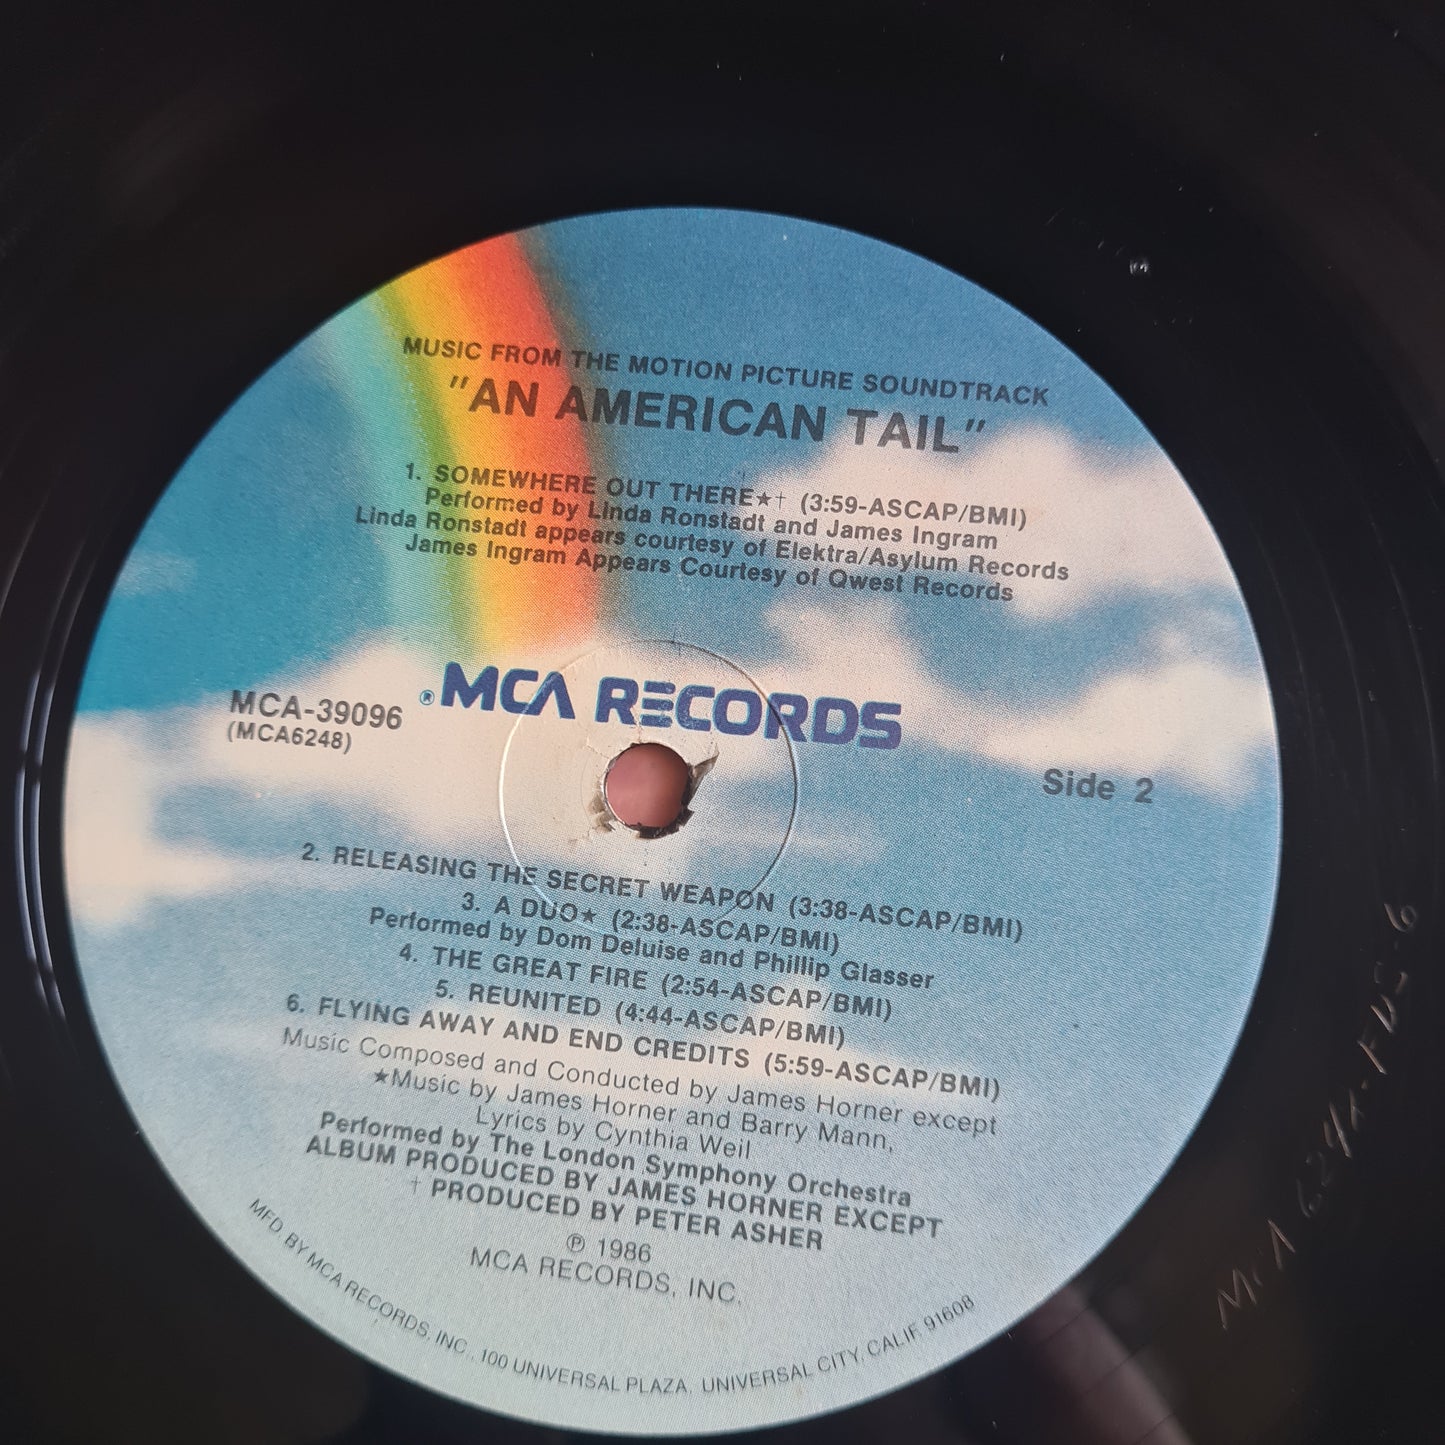 MUSIC FROM THE MOTION PICTURE SOUNDTRACK
"AN AMERICAN TAIL"
1. SOMEWHERE OUT THERE★† (3:59-ASCAP/BMI)
Performed by Linda Ronstadt and James Ingram
Linda Ronstadt appears courtesy of Elektra/Asylum Records
James Ingram Appears Courtesy of Qwest Records
®MCA RECORDS
MCA-39096
(MCA6248)
Side 2
2. RELEASING THE SECRET WEAPON (3:38-ASCAP/BMI)
3. A DUO★ (2:38-ASCAP/BMI)
Performed by Dom Deluise and Phillip Glasser
4. THE GREAT FIRE (2:54-ASCAP/BMI)
5. REUNITED (4:44-ASCAP/BMI)
6. FLYING AWAY AND END CREDITS (5:59-ASCAP/BMI)
Music Composed and Conducted by James Horner except
★Music by James Horner and Barry Mann,
Lyrics by Cynthia Weil
Performed by The London Symphony Orchestra
ALBUM PRODUCED BY JAMES HORNER EXCEPT
† PRODUCED BY PETER ASHER
℗ 1986
MCA RECORDS, INC.
MFD. BY MCA RECORDS, INC., 100 UNIVERSAL PLAZA, UNIVERSAL CITY, CALIF. 91608